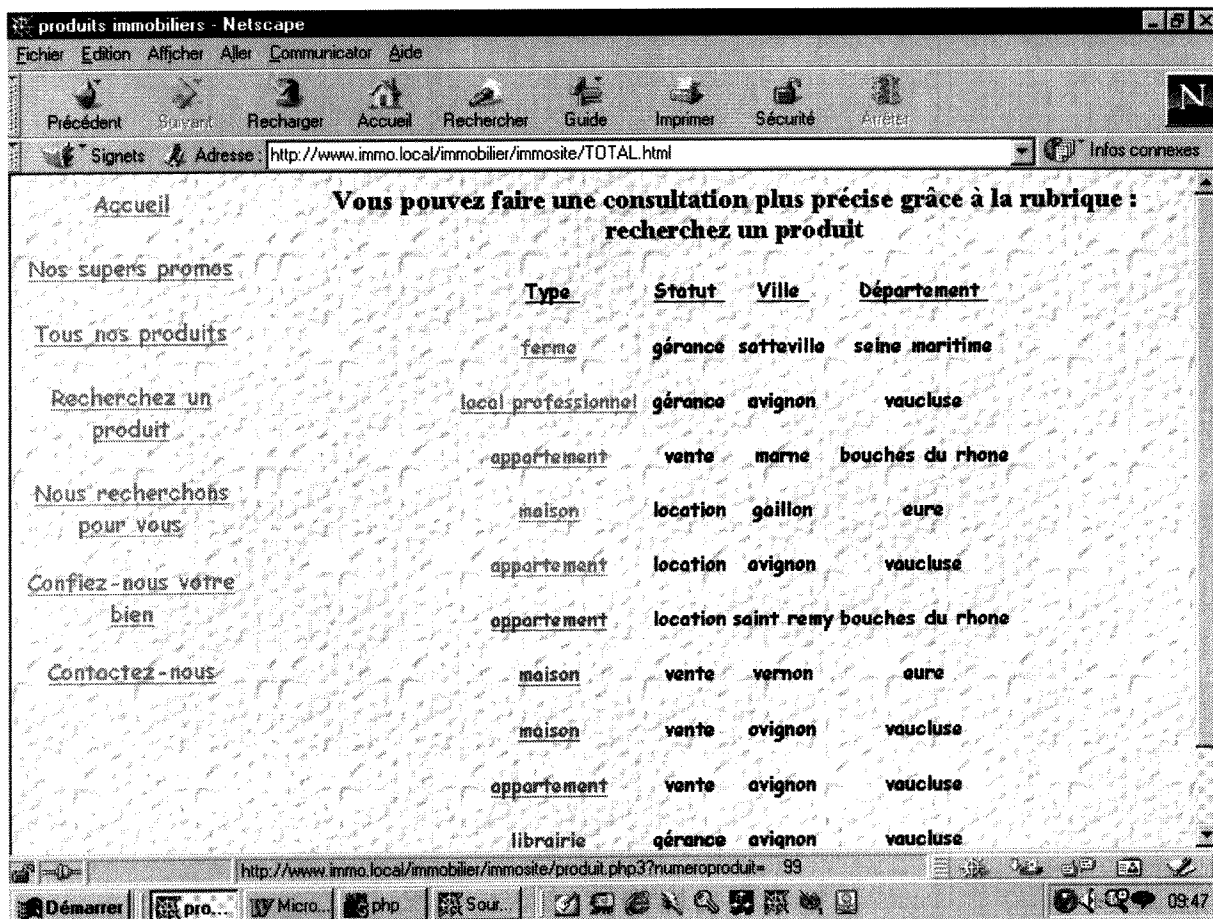 produits immobiliers - Netscape
Fichier Edition Afficher Aller Communicator Aide
Précédent Suivant Recharger Accueil Rechercher Guide Imprimer Sécurité Arrêter
N
Signets Adresse : http://www.immo.local/immobilier/immosite/TOTAL.html Infos connexes
Accueil
Nos supers promos
Tous nos produits
Recherchez un
produit
Nous recherchons
pour vous
Confiez-nous votre
bien
Contactez-nous
Vous pouvez faire une consultation plus précise grâce à la rubrique :
recherchez un produit
Type Statut Ville Département
ferme gérance sotteville seine maritime
local professionnel gérance avignon vaucluse
appartement vente marne bouches du rhone
maison location gaillon eure
appartement location avignon vaucluse
appartement location saint remy bouches du rhone
maison vente vernon eure
maison vente avignon vaucluse
appartement vente avignon vaucluse
librairie gérance avignon vaucluse
http://www.immo.local/immobilier/immosite/produit.php3?numeroproduit= 99
Démarrer pro... Micro... php Sour... 09:47